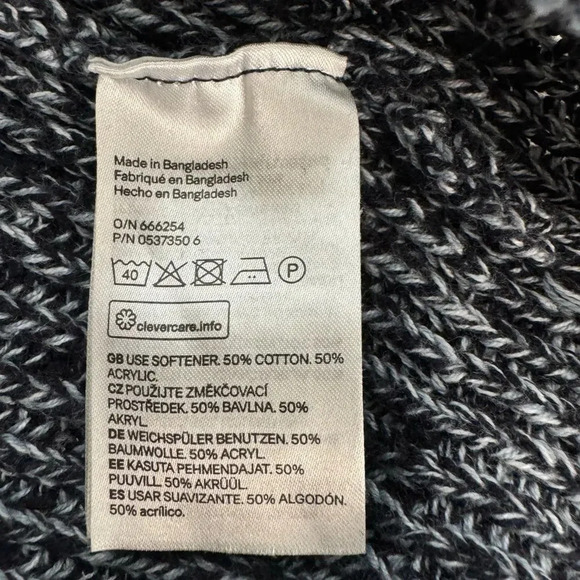 Made in Bangladesh
Fabriqué en Bangladesh
Hecho en Bangladesh
O/N 666254
P/N 0537350 6
40 P
clevercare.info
GB USE SOFTENER. 50% COTTON. 50%
ACRYLIC.
CZ POUŽIJTE ZMĚKČOVACÍ
PROSTŘEDEK. 50% BAVLNA. 50%
AKRYL.
DE WEICHSPÜLER BENUTZEN. 50%
BAUMWOLLE. 50% ACRYL.
EE KASUTA PEHMENDAJAT. 50%
PUUVILL. 50% AKRÜÜL.
ES USAR SUAVIZANTE. 50% ALGODÓN.
50% acrílico.